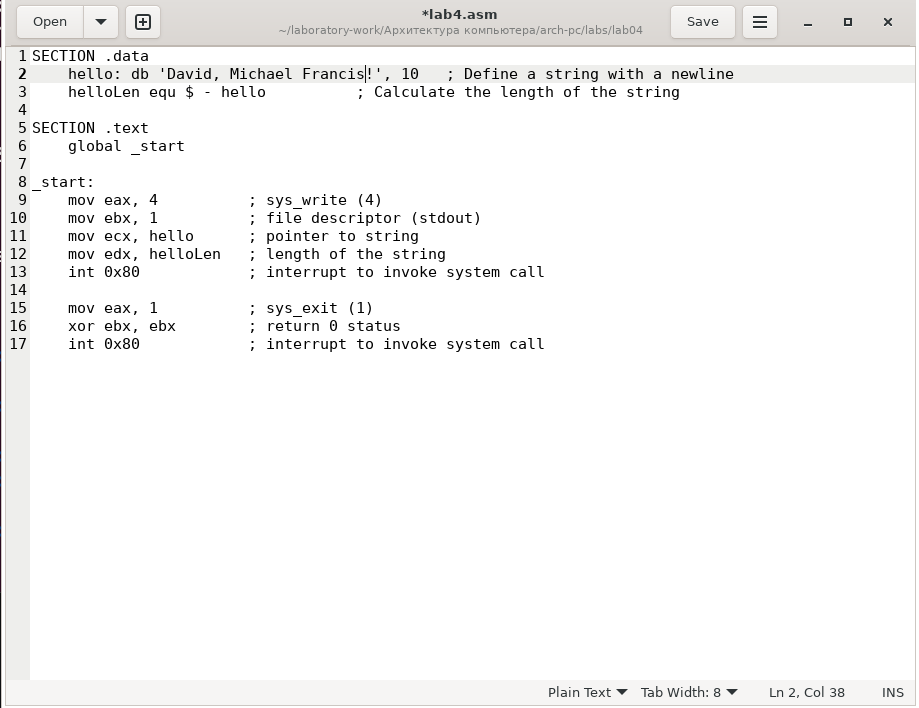 Open
*lab4.asm
~/laboratory-work/Архитектура компьютера/arch-pc/labs/lab04
Save
1 SECTION .data
2     hello: db 'David, Michael Francis!', 10   ; Define a string with a newline
3     helloLen equ $ - hello          ; Calculate the length of the string
4
5 SECTION .text
6     global _start
7
8 _start:
9     mov eax, 4          ; sys_write (4)
10     mov ebx, 1          ; file descriptor (stdout)
11     mov ecx, hello      ; pointer to string
12     mov edx, helloLen   ; length of the string
13     int 0x80            ; interrupt to invoke system call
14
15     mov eax, 1          ; sys_exit (1)
16     xor ebx, ebx        ; return 0 status
17     int 0x80            ; interrupt to invoke system call
Plain Text Tab Width: 8 Ln 2, Col 38 INS